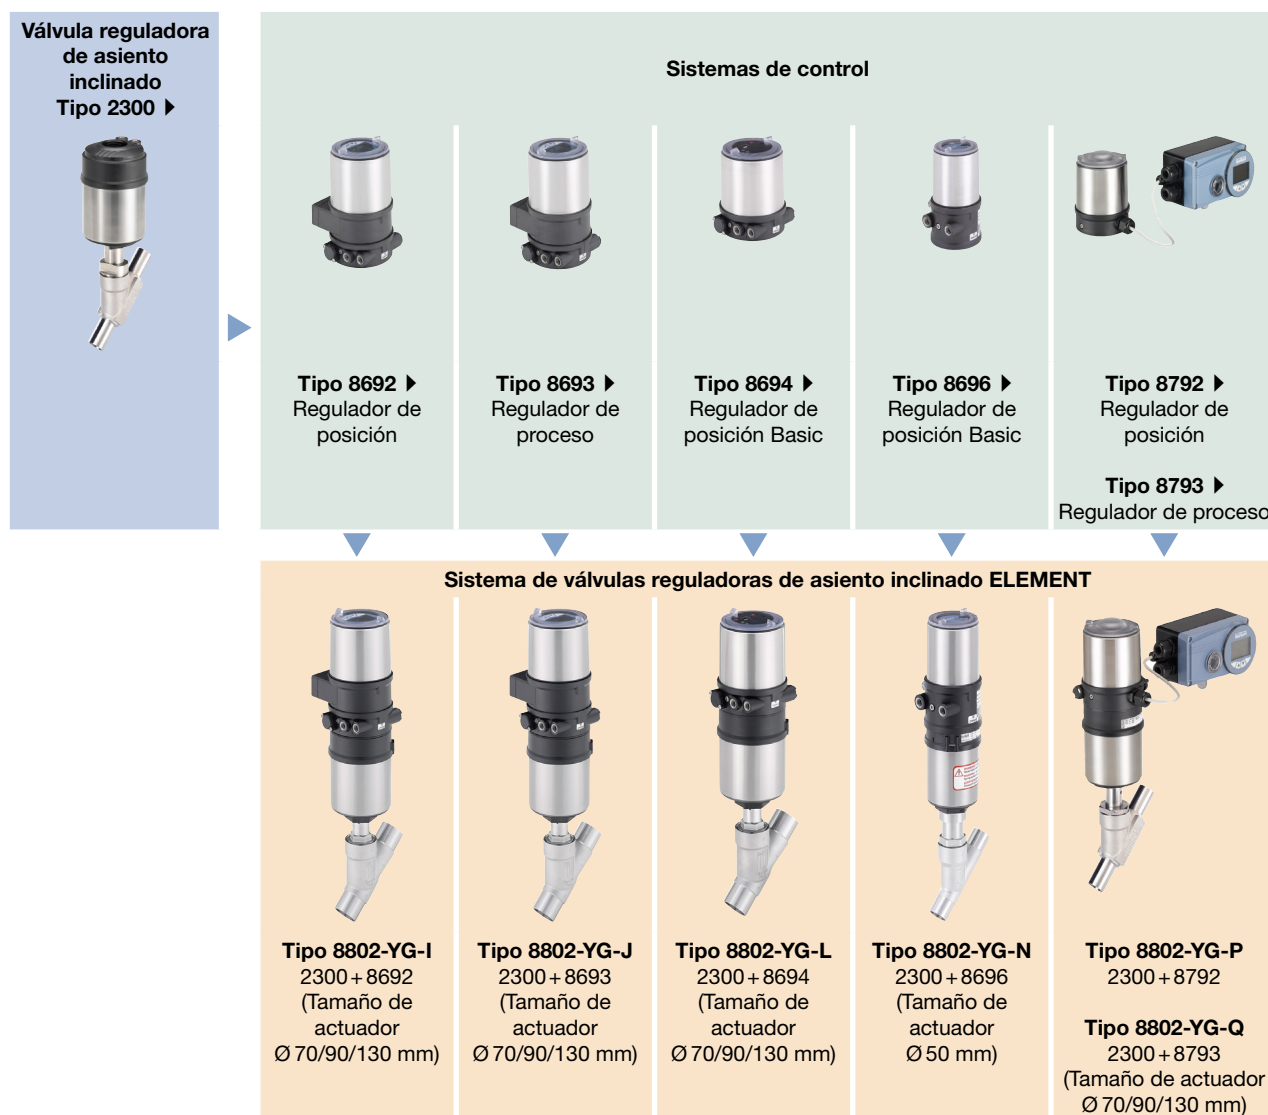 Válvula reguladora
de asiento
inclinado
Tipo 2300 ▶
Sistemas de control
Tipo 8692 ▶
Regulador de
posición
Tipo 8693 ▶
Regulador de
proceso
Tipo 8694 ▶
Regulador de
posición Basic
Tipo 8696 ▶
Regulador de
posición Basic
Tipo 8792 ▶
Regulador de
posición
Tipo 8793 ▶
Regulador de proceso
Sistema de válvulas reguladoras de asiento inclinado ELEMENT
Tipo 8802-YG-I
2300 + 8692
(Tamaño de
actuador
Ø 70/90/130 mm)
Tipo 8802-YG-J
2300 + 8693
(Tamaño de
actuador
Ø 70/90/130 mm)
Tipo 8802-YG-L
2300 + 8694
(Tamaño de
actuador
Ø 70/90/130 mm)
Tipo 8802-YG-N
2300 + 8696
(Tamaño de
actuador
Ø 50 mm)
Tipo 8802-YG-P
2300 + 8792
Tipo 8802-YG-Q
2300 + 8793
(Tamaño de actuador
Ø 70/90/130 mm)